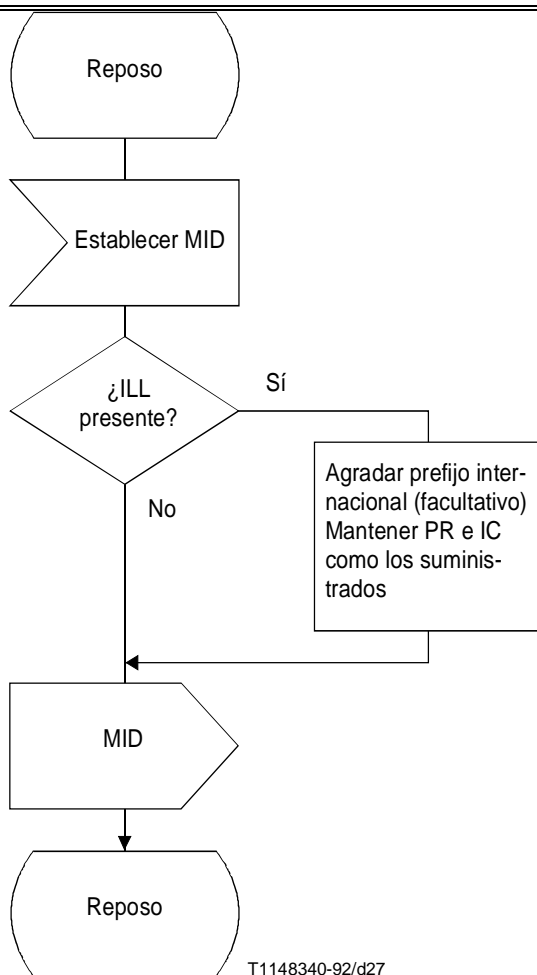 Reposo
Establecer MID
¿ILL
presente?
Sí
Agradar prefijo inter-
nacional (facultativo)
Mantener PR e IC
como los suminis-
trados
No
MID
Reposo
T1148340-92/d27